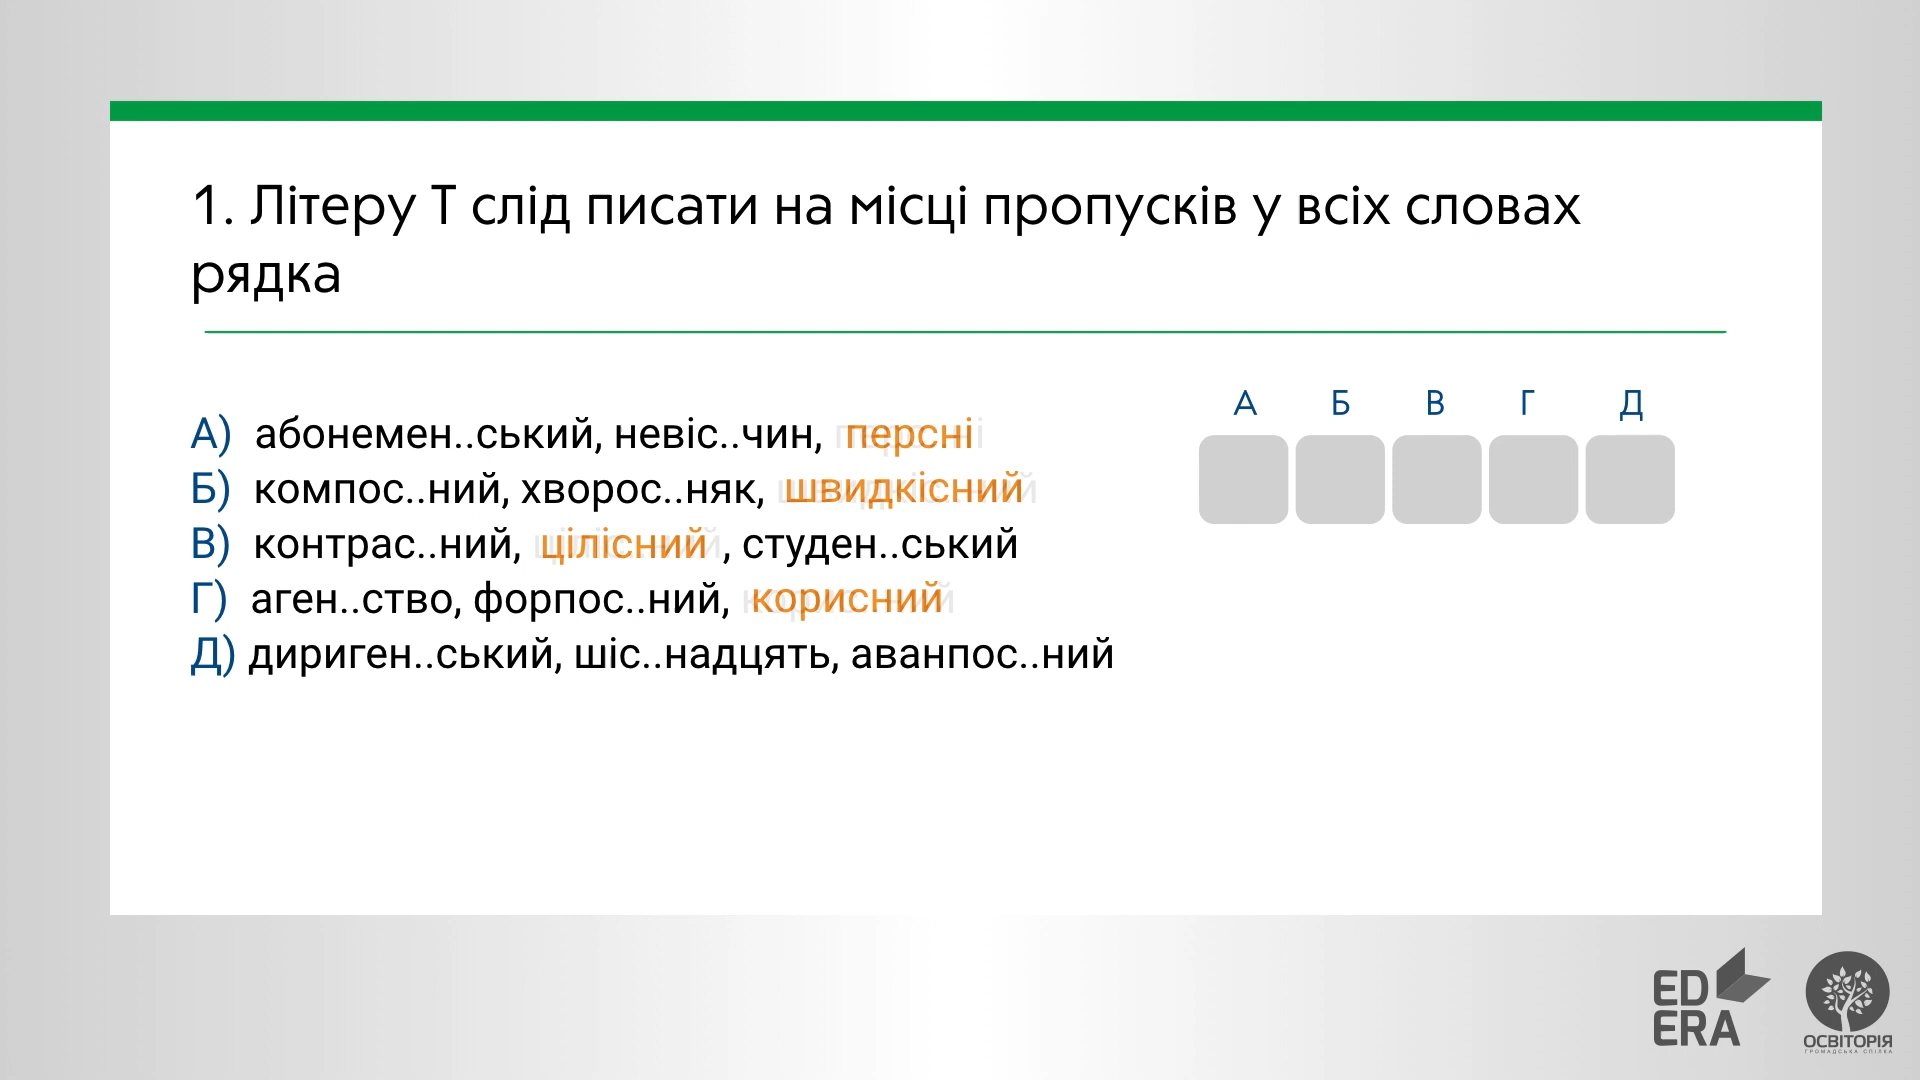 1. Літеру Т слід писати на місці пропусків у всіх словах
рядка
А) абонемен..ський, невіс..чин, персні
Б) компос..ний, хворос..няк, швидкісний
В) контрас..ний, цілісний , студен..ський
Г) аген..ство, форпос..ний, корисний
Д) дириген..ський, шіс..надцять, аванпос..ний
А Б В Г Д
ED
ERA
ОСВІТОРІЯ
ГРОМАДСЬКА СПІЛКА